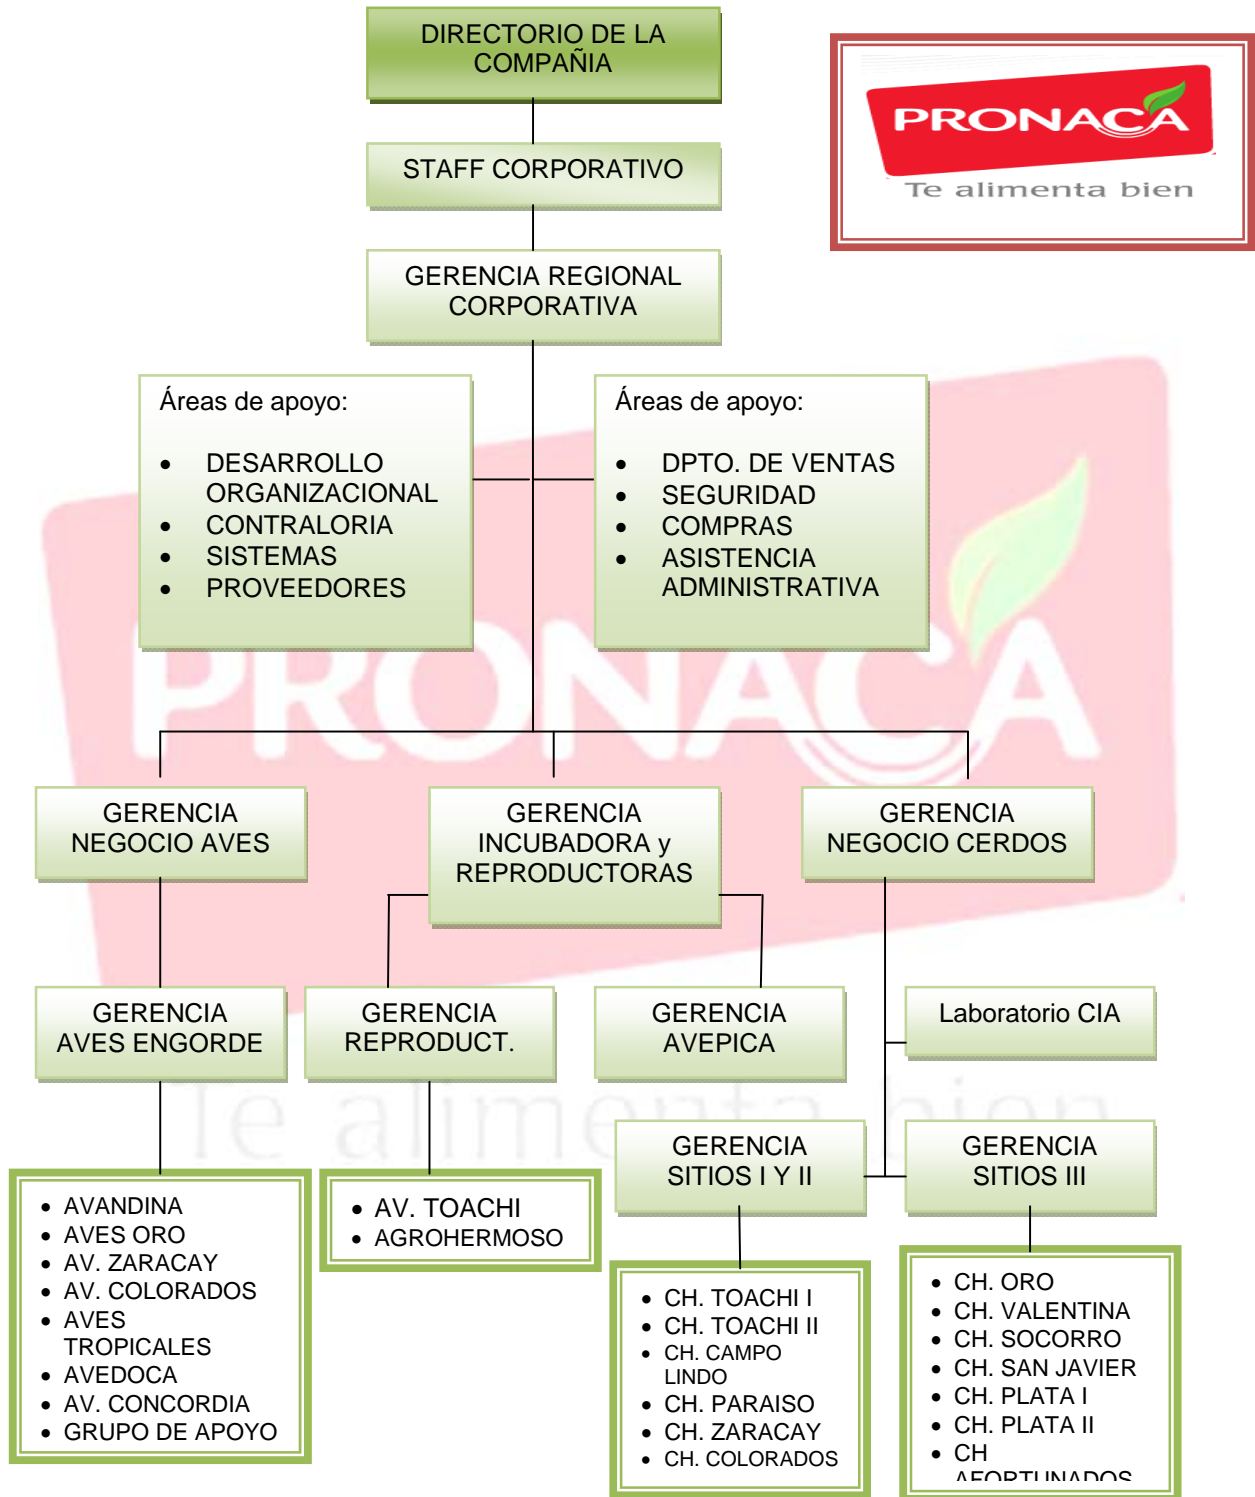 DIRECTORIO DE LA
COMPAÑIA
PRONACA
Te alimenta bien
STAFF CORPORATIVO
GERENCIA REGIONAL
CORPORATIVA
Áreas de apoyo:
• DESARROLLO
ORGANIZACIONAL
• CONTRALORIA
• SISTEMAS
• PROVEEDORES
Áreas de apoyo:
• DPTO. DE VENTAS
• SEGURIDAD
• COMPRAS
• ASISTENCIA
ADMINISTRATIVA
PRONACA
Te alimenta bien
GERENCIA
NEGOCIO AVES
GERENCIA
INCUBADORA y
REPRODUCTORAS
GERENCIA
NEGOCIO CERDOS
GERENCIA
AVES ENGORDE
GERENCIA
REPRODUCT.
GERENCIA
AVEPICA
Laboratorio CIA
GERENCIA
SITIOS I Y II
GERENCIA
SITIOS III
• AVANDINA
• AVES ORO
• AV. ZARACAY
• AV. COLORADOS
• AVES
TROPICALES
• AVEDOCA
• AV. CONCORDIA
• GRUPO DE APOYO
• AV. TOACHI
• AGROHERMOSO
• CH. TOACHI I
• CH. TOACHI II
• CH. CAMPO
LINDO
• CH. PARAISO
• CH. ZARACAY
• CH. COLORADOS
• CH. ORO
• CH. VALENTINA
• CH. SOCORRO
• CH. SAN JAVIER
• CH. PLATA I
• CH. PLATA II
• CH
AFORTUNADOS